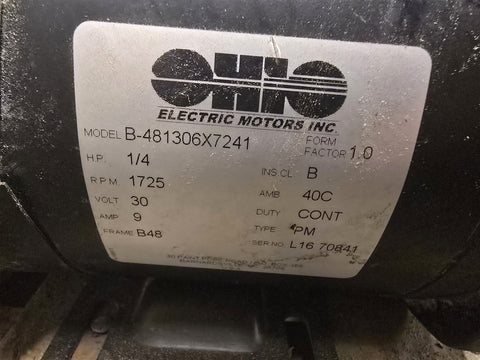 OHIO
ELECTRIC MOTORS INC.
MODEL B-481306X7241 FORM FACTOR 1.0
H.P. 1/4 INS CL B
RPM 1725 AMB 40C
VOLT 30 DUTY CONT
AMP 9 TYPE PM
FRAME B48 SER NO L16 70841